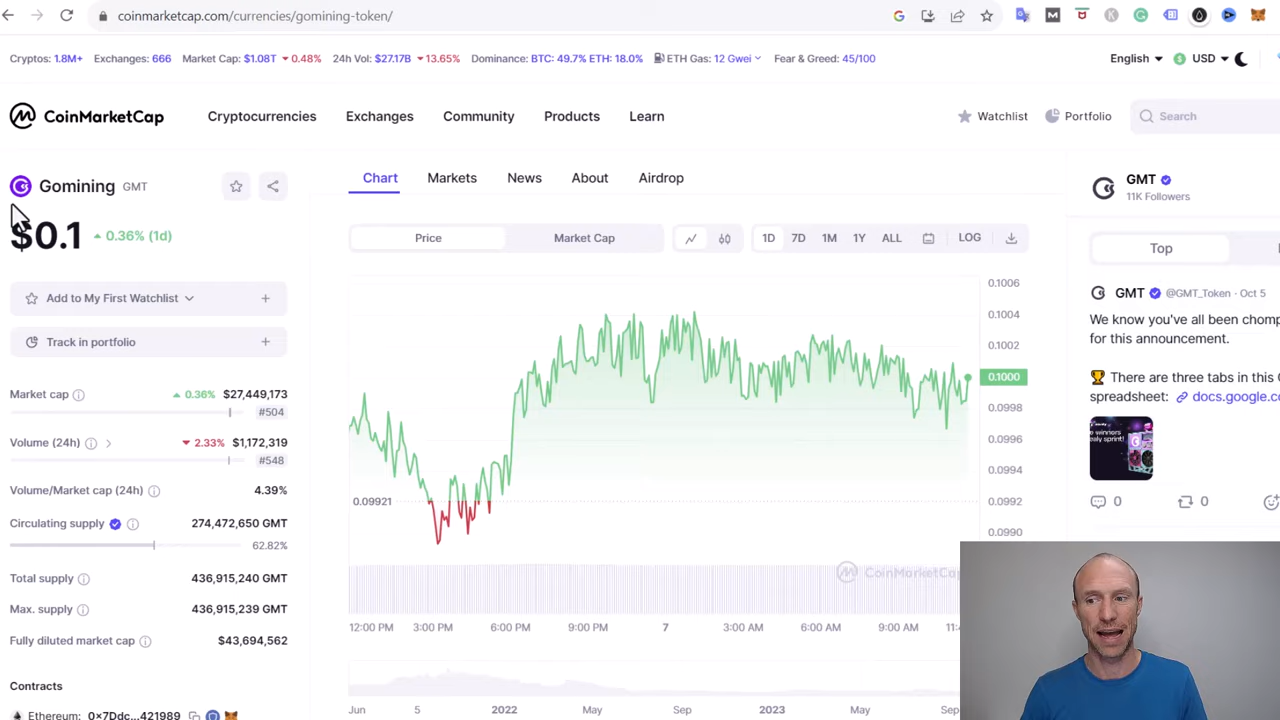 coinmarketcap.com/currencies/gomining-token/
Cryptos: 1.8M+ Exchanges: 666 Market Cap: $1.08T 0.48% 24h Vol: $27.17B 13.65% Dominance: BTC: 49.7% ETH: 18.0% ETH Gas: 12 Gwei Fear & Greed: 45/100 English USD
CoinMarketCap Cryptocurrencies Exchanges Community Products Learn Watchlist Portfolio Search
Gomining GMT
$0.1 0.36% (1d)
Add to My First Watchlist +
Track in portfolio +
Market cap 0.36% $27,449,173
#504
Volume (24h) 2.33% $1,172,319
#548
Volume/Market cap (24h) 4.39%
Circulating supply 274,472,650 GMT
62.82%
Total supply 436,915,240 GMT
Max. supply 436,915,239 GMT
Fully diluted market cap $43,694,562
Contracts
Ethereum: 0x7Ddc...421989
Chart Markets News About Airdrop
Price Market Cap 1D 7D 1M 1Y ALL LOG
0.1006
0.1004
0.1002
0.1000
0.0998
0.0996
0.0994
0.09921 0.0992
0.0990
CoinMarketCap
12:00 PM 3:00 PM 6:00 PM 9:00 PM 7 3:00 AM 6:00 AM 9:00 AM 11:4
Jun 5 2022 May Sep 2023 May Sep
GMT
11K Followers
Top
GMT @GMT_Token · Oct 5
We know you've all been chomp
for this announcement.
There are three tabs in this
spreadsheet: docs.google.co
0 0